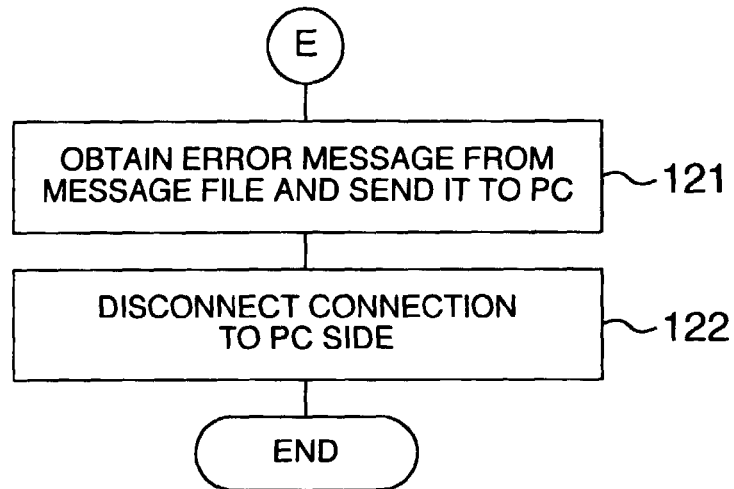 E
OBTAIN ERROR MESSAGE FROM
MESSAGE FILE AND SEND IT TO PC
121
DISCONNECT CONNECTION
TO PC SIDE
122
END